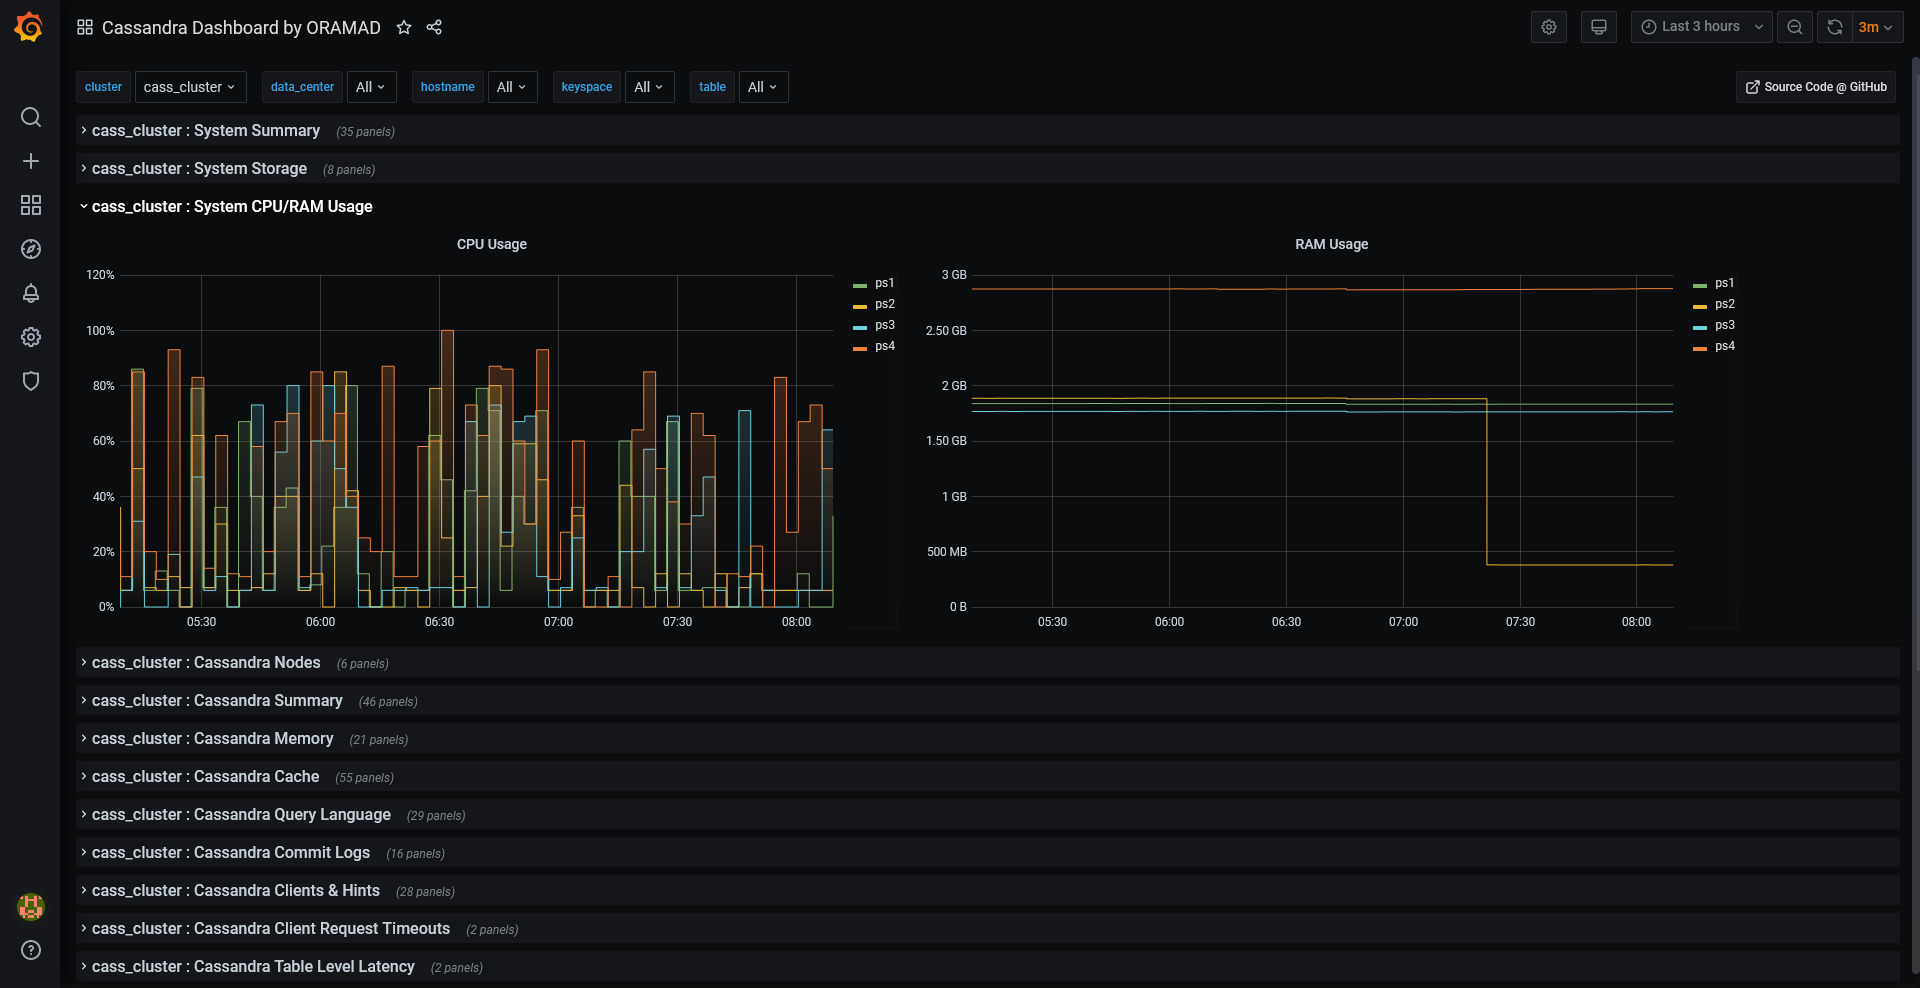 Cassandra Dashboard by ORAMAD
Last 3 hours
3m
cluster cass_cluster data_center All hostname All keyspace All table All
Source Code @ GitHub
cass_cluster : System Summary (35 panels)
cass_cluster : System Storage (8 panels)
cass_cluster : System CPU/RAM Usage
CPU Usage
120%
100%
80%
60%
40%
20%
0%
05:30 06:00 06:30 07:00 07:30 08:00
ps1
ps2
ps3
ps4
RAM Usage
3 GB
2.50 GB
2 GB
1.50 GB
1 GB
500 MB
0 B
05:30 06:00 06:30 07:00 07:30 08:00
ps1
ps2
ps3
ps4
cass_cluster : Cassandra Nodes (6 panels)
cass_cluster : Cassandra Summary (46 panels)
cass_cluster : Cassandra Memory (21 panels)
cass_cluster : Cassandra Cache (55 panels)
cass_cluster : Cassandra Query Language (29 panels)
cass_cluster : Cassandra Commit Logs (16 panels)
cass_cluster : Cassandra Clients & Hints (28 panels)
cass_cluster : Cassandra Client Request Timeouts (2 panels)
cass_cluster : Cassandra Table Level Latency (2 panels)